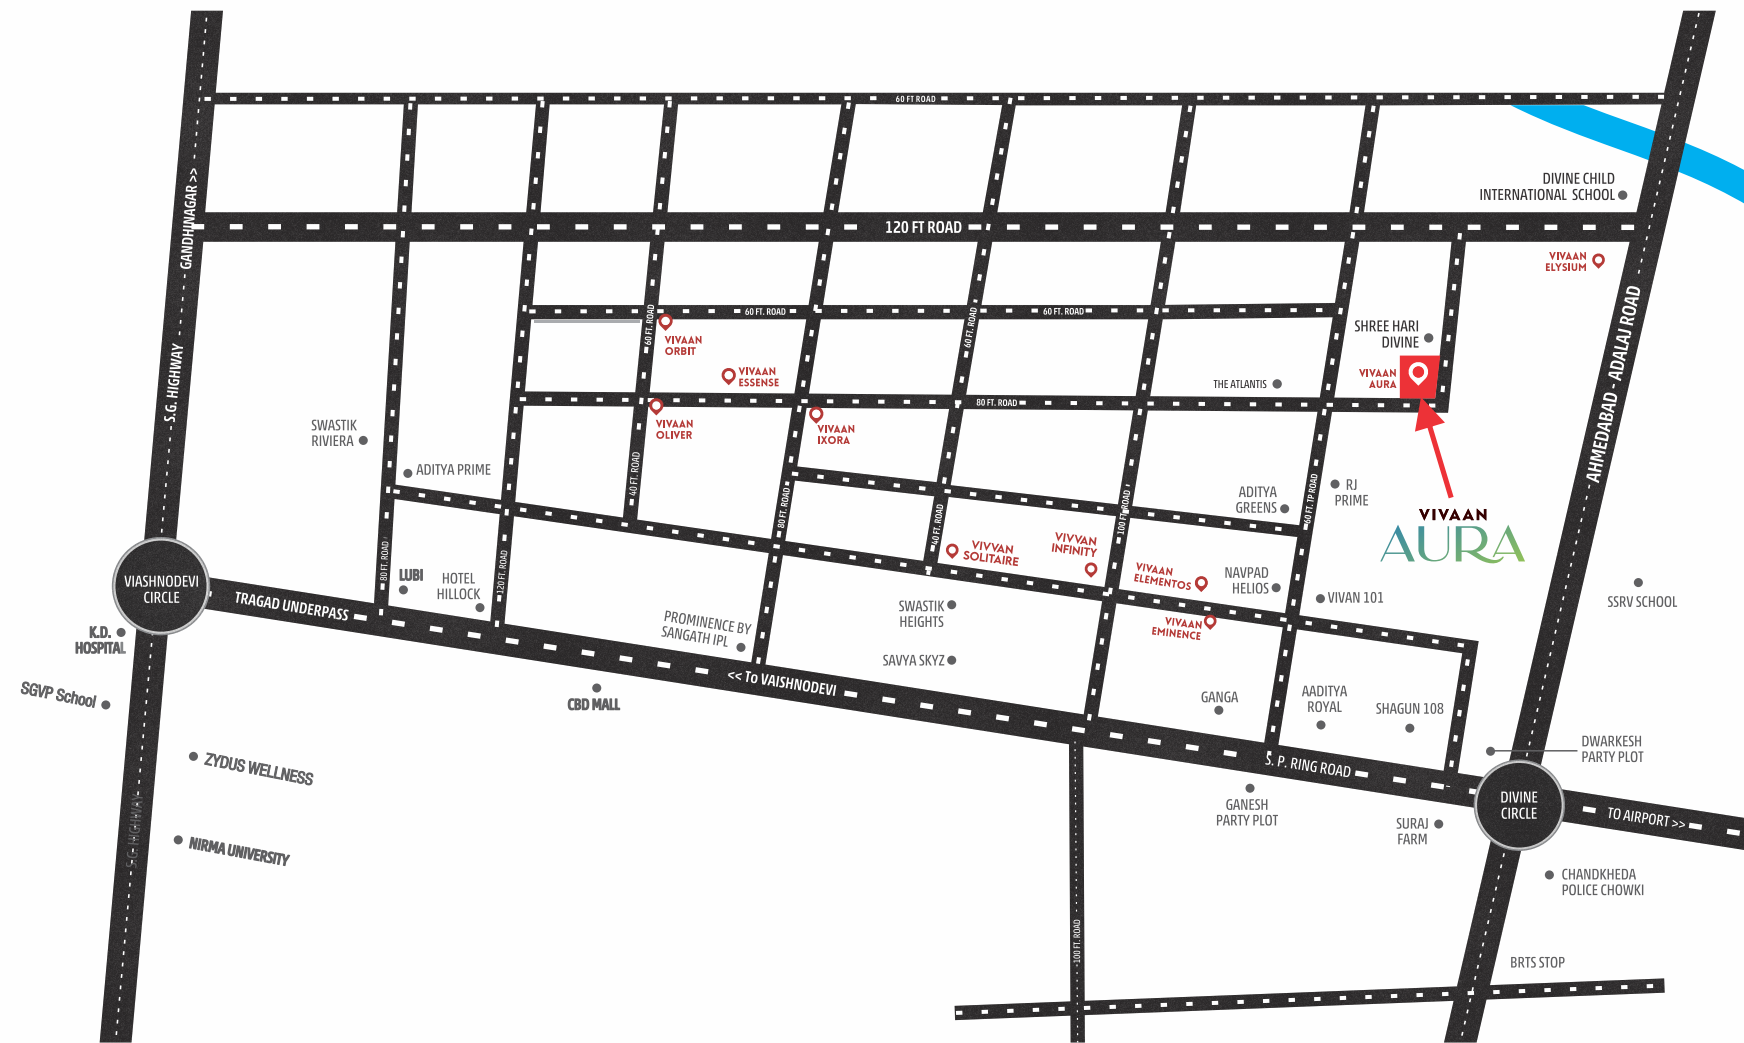 60 FT ROAD
GANDHINAGAR >>
S.G. HIGHWAY
120 FT ROAD
DIVINE CHILD
INTERNATIONAL SCHOOL
VIVAAN
ELYSIUM
60 FT. ROAD
60 FT. ROAD
60 FT. ROAD
60 FT. ROAD
VIVAAN
ORBIT
VIVAAN
ESSENSE
SHREE HARI
DIVINE
VIVAAN
AURA
THE ATLANTIS
80 FT. ROAD
AHMEDABAD - ADALAJ ROAD
VIVAAN
OLIVER
VIVAAN
IXORA
SWASTIK
RIVIERA
ADITYA PRIME
40 FT. ROAD
80 FT. ROAD
40 FT. ROAD
100 FT. ROAD
60 FT. TP ROAD
ADITYA
GREENS
RJ
PRIME
VIVAAN
AURA
VIVVAN
SOLITAIRE
VIVVAN
INFINITY
VIVAAN
ELEMENTOS
NAVPAD
HELIOS
VIVAN 101
VIVAAN
EMINENCE
SSRV SCHOOL
80 FT. ROAD
120 FT. ROAD
LUBI
HOTEL
HILLOCK
VIASHNODEVI
CIRCLE
TRAGAD UNDERPASS
K.D.
HOSPITAL
SGVP School
PROMINENCE BY
SANGATH IPL
SWASTIK
HEIGHTS
SAVYA SKYZ
<< To VAISHNODEVI
CBD MALL
GANGA
AADITYA
ROYAL
SHAGUN 108
DWARKESH
PARTY PLOT
S. P. RING ROAD
ZYDUS WELLNESS
S.G. HIGHWAY
NIRMA UNIVERSITY
GANESH
PARTY PLOT
SURAJ
FARM
DIVINE
CIRCLE
TO AIRPORT >>
CHANDKHEDA
POLICE CHOWKI
100 FT. ROAD
BRTS STOP